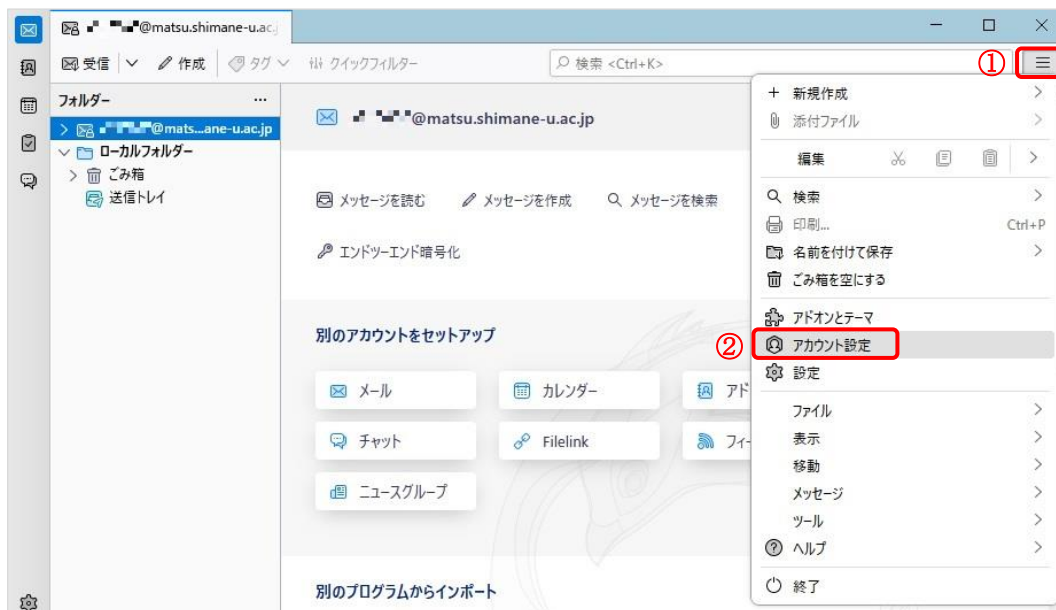 @matsu.shimane-u.ac.j
受信 作成 タグ クイックフィルター 検索 <Ctrl+K> ①
フォルダー ...
@mats...ane-u.ac.jp
ローカルフォルダー
ごみ箱
送信トレイ
@matsu.shimane-u.ac.jp
メッセージを読む メッセージを作成 メッセージを検索
エンドツーエンド暗号化
別のアカウントをセットアップ
メール カレンダー アド
チャット Filelink フィー
ニュースグループ
別のプログラムからインポート
新規作成
添付ファイル
編集
検索
印刷... Ctrl+P
名前を付けて保存
ごみ箱を空にする
アドオンとテーマ
② アカウント設定
設定
ファイル
表示
移動
メッセージ
ツール
ヘルプ
終了